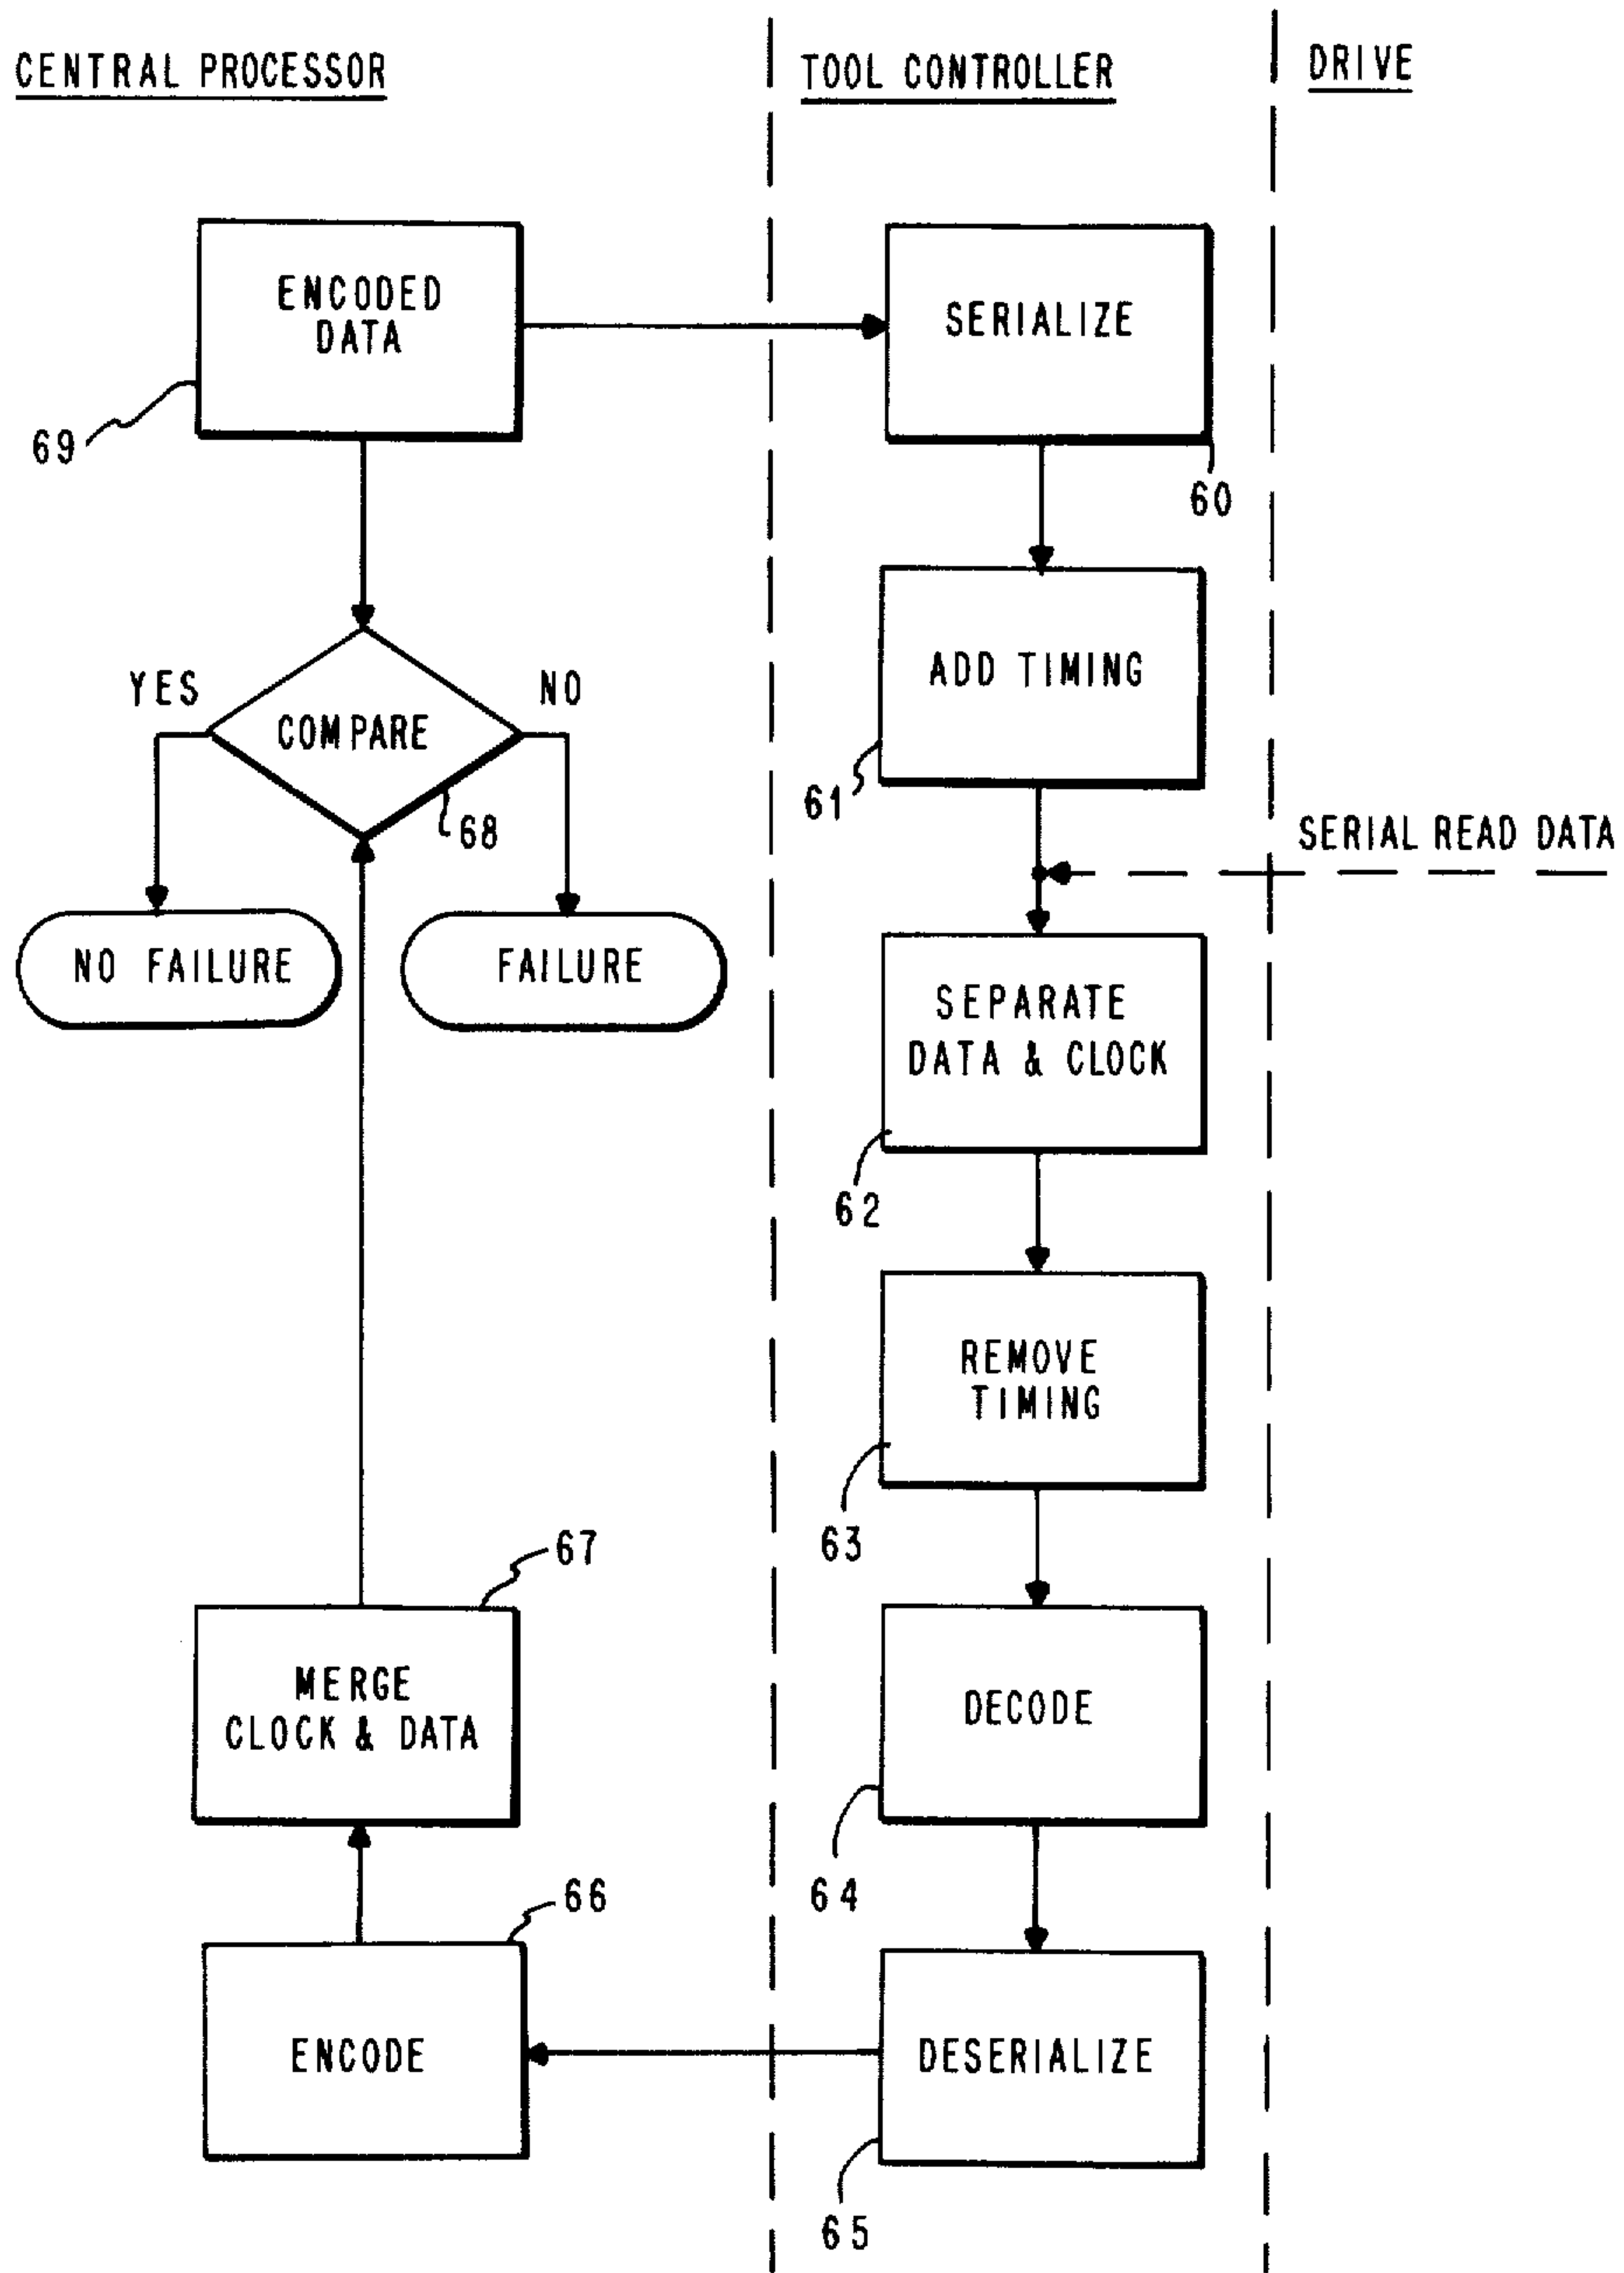 CENTRAL PROCESSOR
TOOL CONTROLLER
DRIVE
ENCODED
DATA
69
SERIALIZE
60
ADD TIMING
61
YES
NO
COMPARE
68
SERIAL READ DATA
NO FAILURE
FAILURE
SEPARATE
DATA & CLOCK
62
REMOVE
TIMING
63
67
MERGE
CLOCK & DATA
DECODE
64
66
ENCODE
DESERIALIZE
65